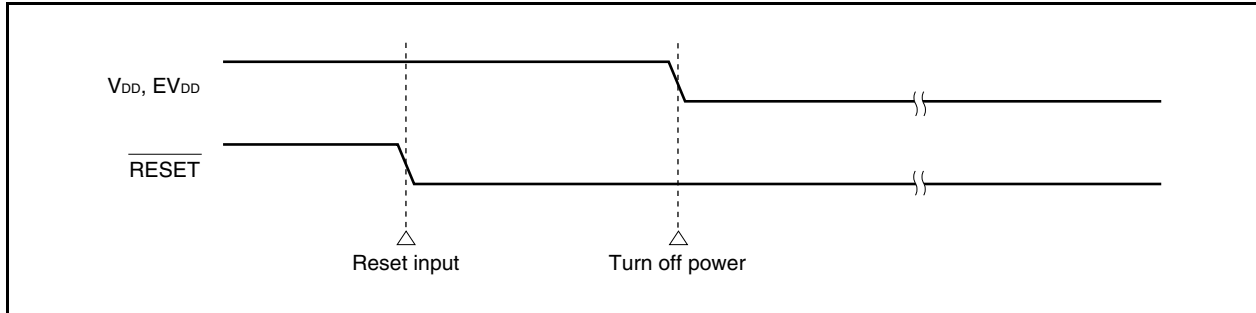 VDD, EVDD
RESET
Reset input
Turn off power